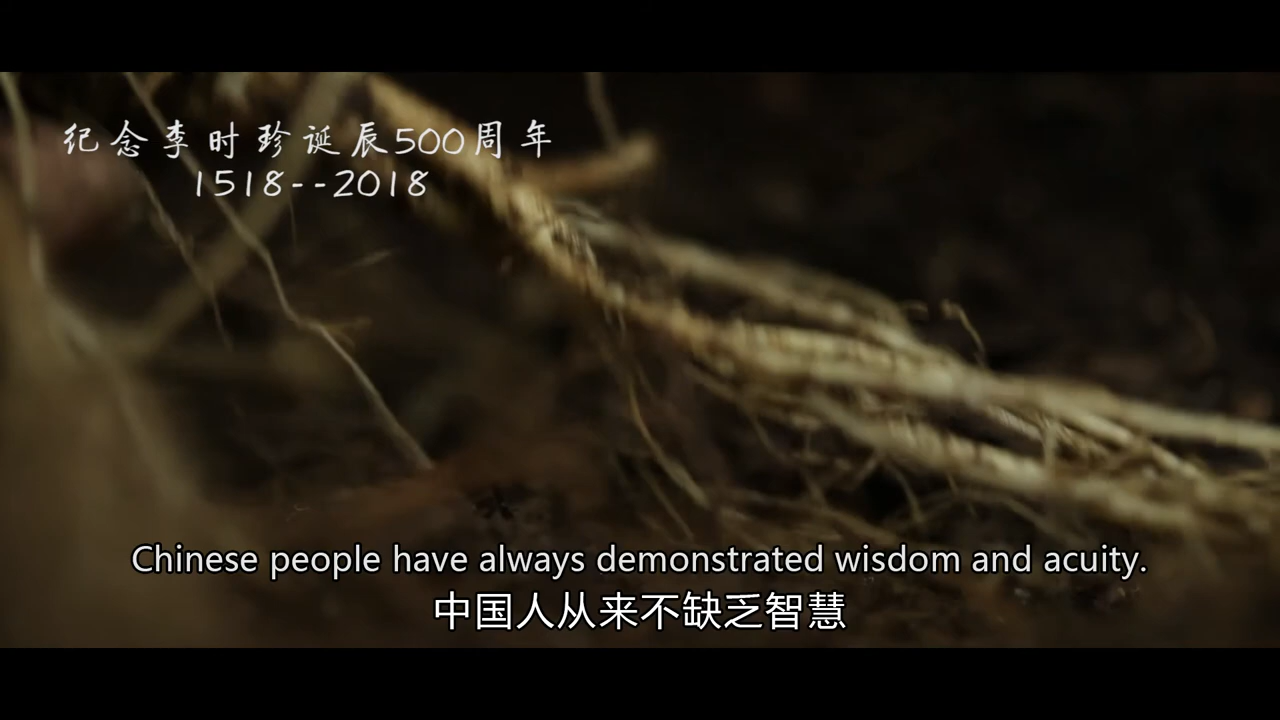 纪念李时珍诞辰500周年
1518--2018
Chinese people have always demonstrated wisdom and acuity.
中国人从来不缺乏智慧